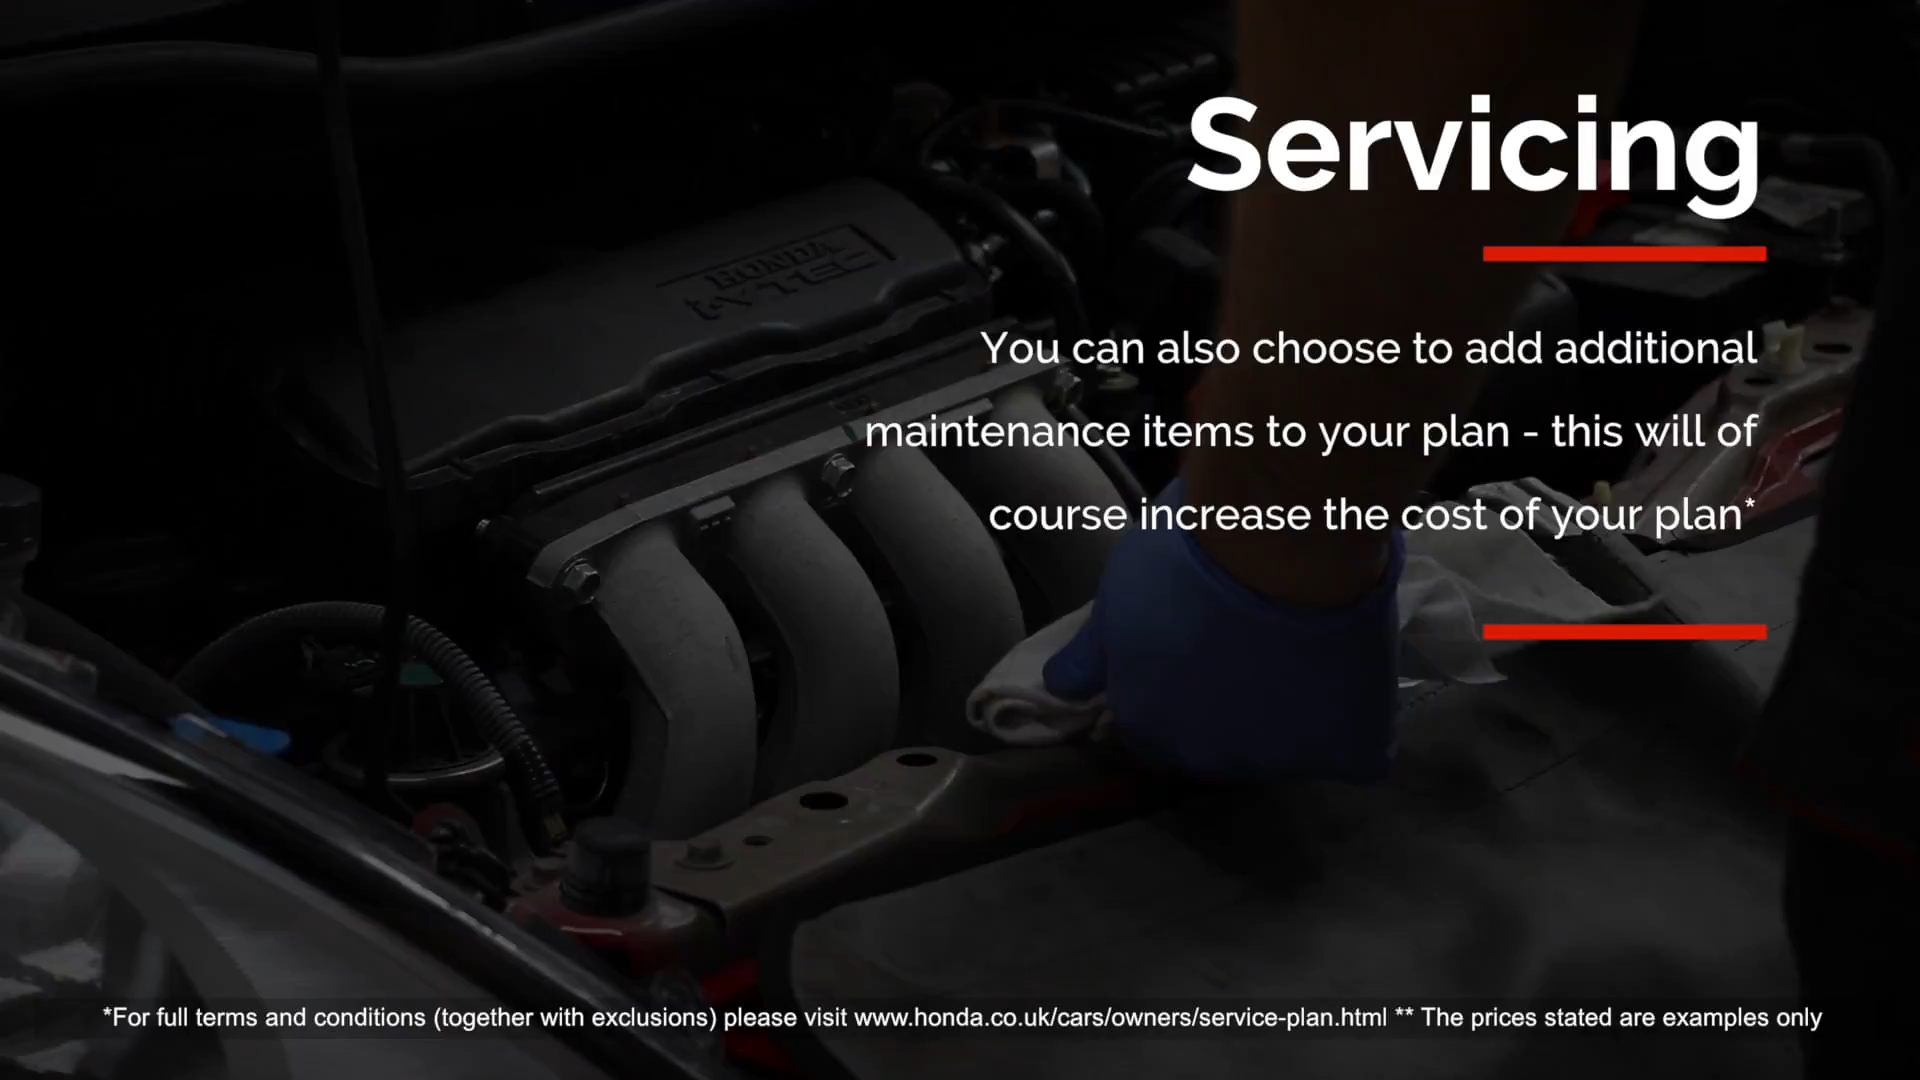 Servicing
HONDA
i-VTEC
You can also choose to add additional
maintenance items to your plan - this will of
course increase the cost of your plan*
*For full terms and conditions (together with exclusions) please visit www.honda.co.uk/cars/owners/service-plan.html ** The prices stated are examples only